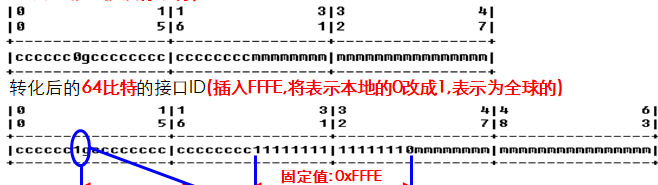 |0              1|1              3|3              4|
|0              5|6              1|2              7|
+----------------+----------------+----------------+
|cccccc0gcccccccc|ccccccccmmmmmmmm|mmmmmmmmmmmmmmmm|
+----------------+----------------+----------------+
转化后的64比特的接口ID(插入FFFE,将表示本地的0改成1,表示为全球的)
|0              1|1              3|3              4|4              6|
|0              5|6              1|2              7|8              3|
+----------------+----------------+----------------+----------------+
|cccccc1gcccccccc|cccccccc11111111|11111110mmmmmmmm|mmmmmmmmmmmmmmmm|
+----------------+----------------+----------------+----------------+
固定值:0xFFFE